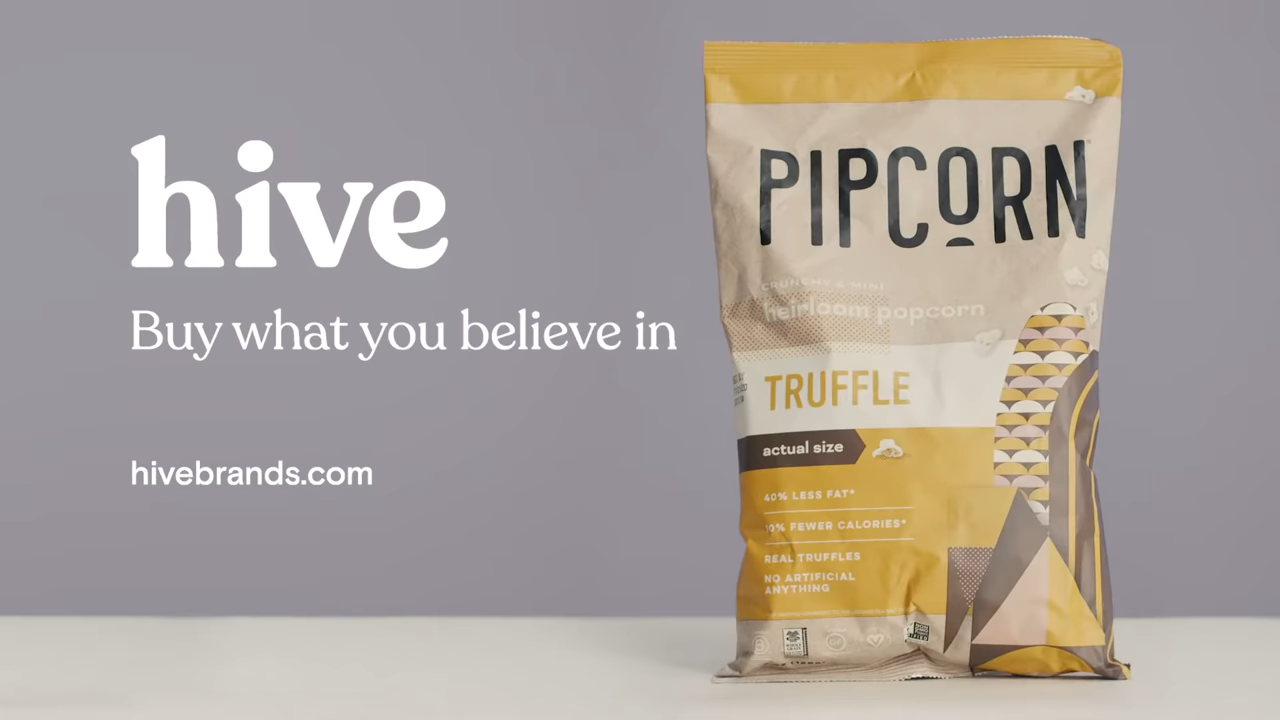 hive
Buy what you believe in
hivebrands.com
PIPCORN
CRUNCHY & MINI
heirloom popcorn
TRUFFLE
actual size
40% LESS FAT*
10% FEWER CALORIES*
REAL TRUFFLES
NO ARTIFICIAL
ANYTHING